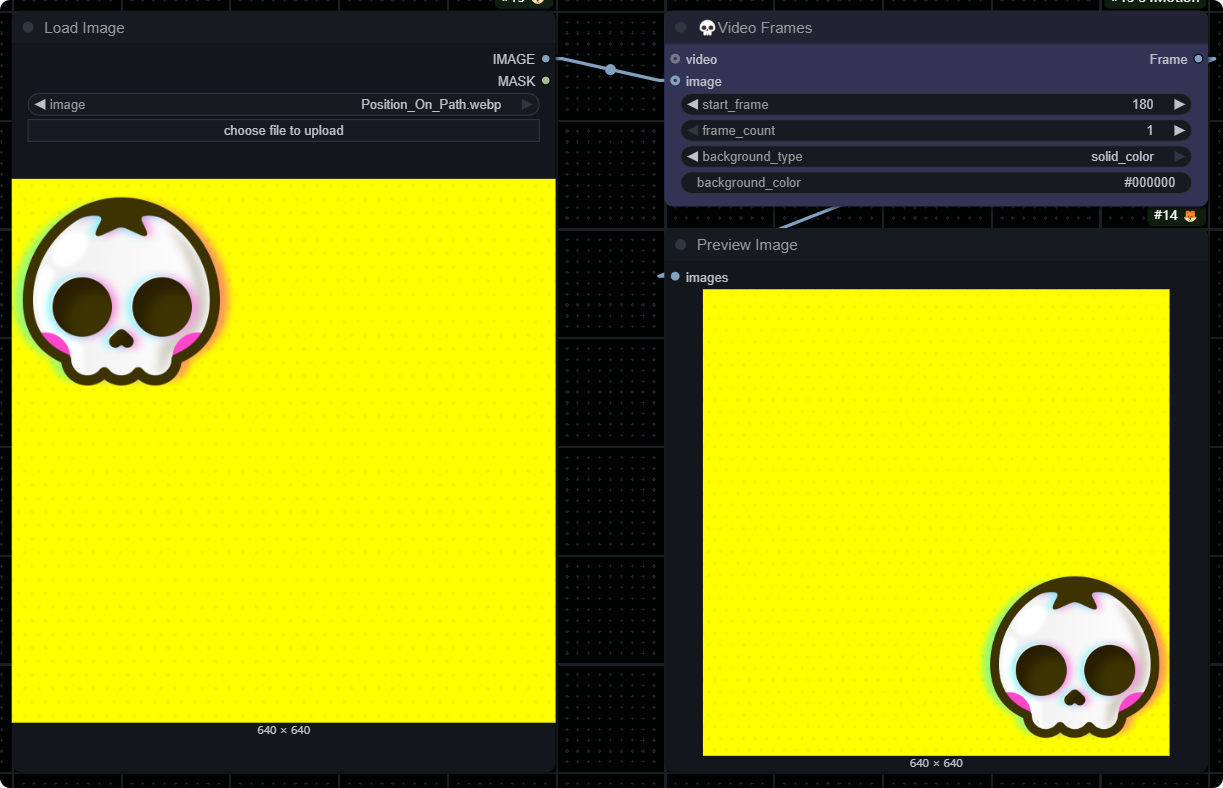 Load Image
IMAGE
MASK
image Position_On_Path.webp
choose file to upload
640 × 640
Video Frames
video Frame
image
start_frame 180
frame_count 1
background_type solid_color
background_color #000000
#14
Preview Image
images
640 × 640